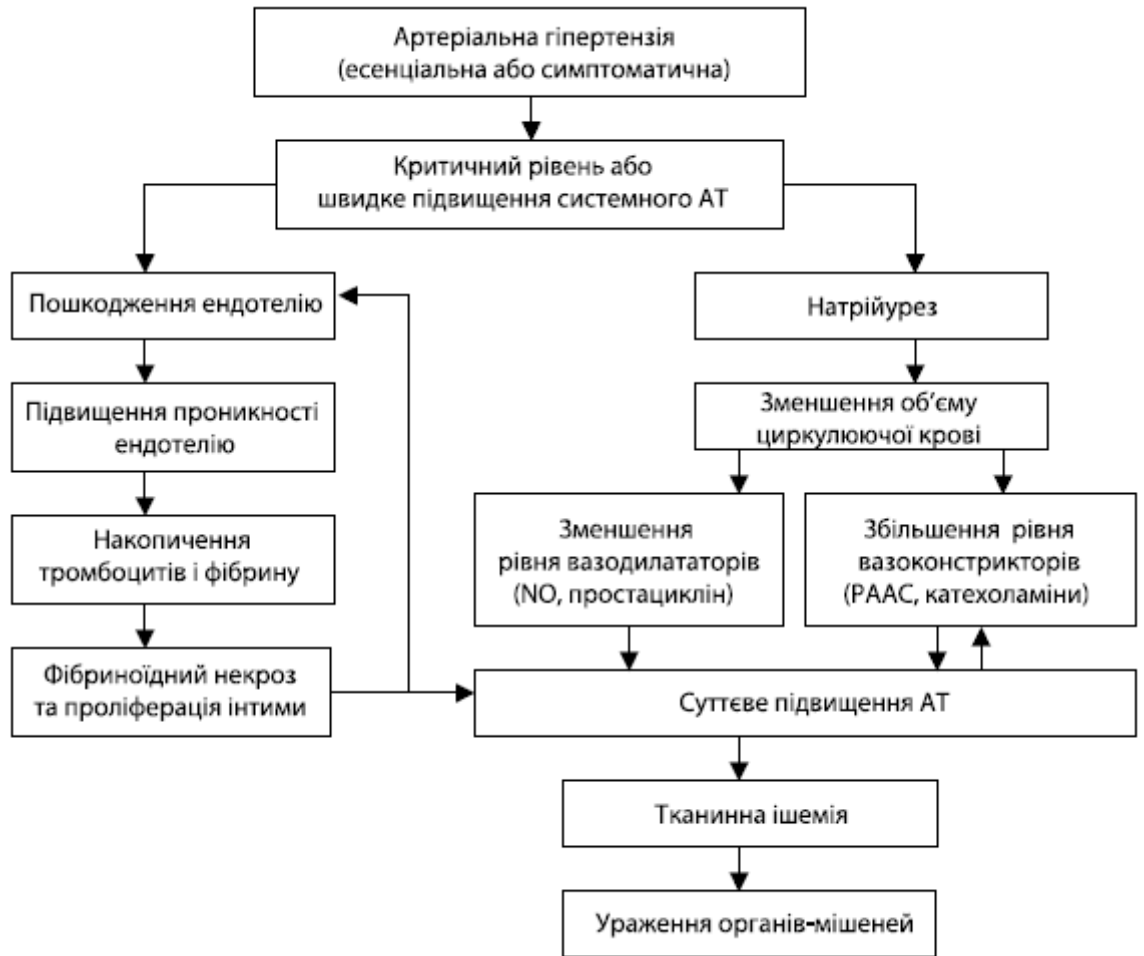 Артеріальна гіпертензія
(есенціальна або симптоматична)
Критичний рівень або
швидке підвищення системного АТ
Пошкодження ендотелію
Натрійурез
Підвищення проникності
ендотелію
Зменшення об’єму
циркулюючої крові
Накопичення
тромбоцитів і фібрину
Зменшення
рівня вазодилататорів
(NO, простациклін)
Збільшення рівня
вазоконстрикторів
(РААС, катехоламіни)
Фібриноїдний некроз
та проліферація інтими
Суттєве підвищення АТ
Тканинна ішемія
Ураження органів-мішеней